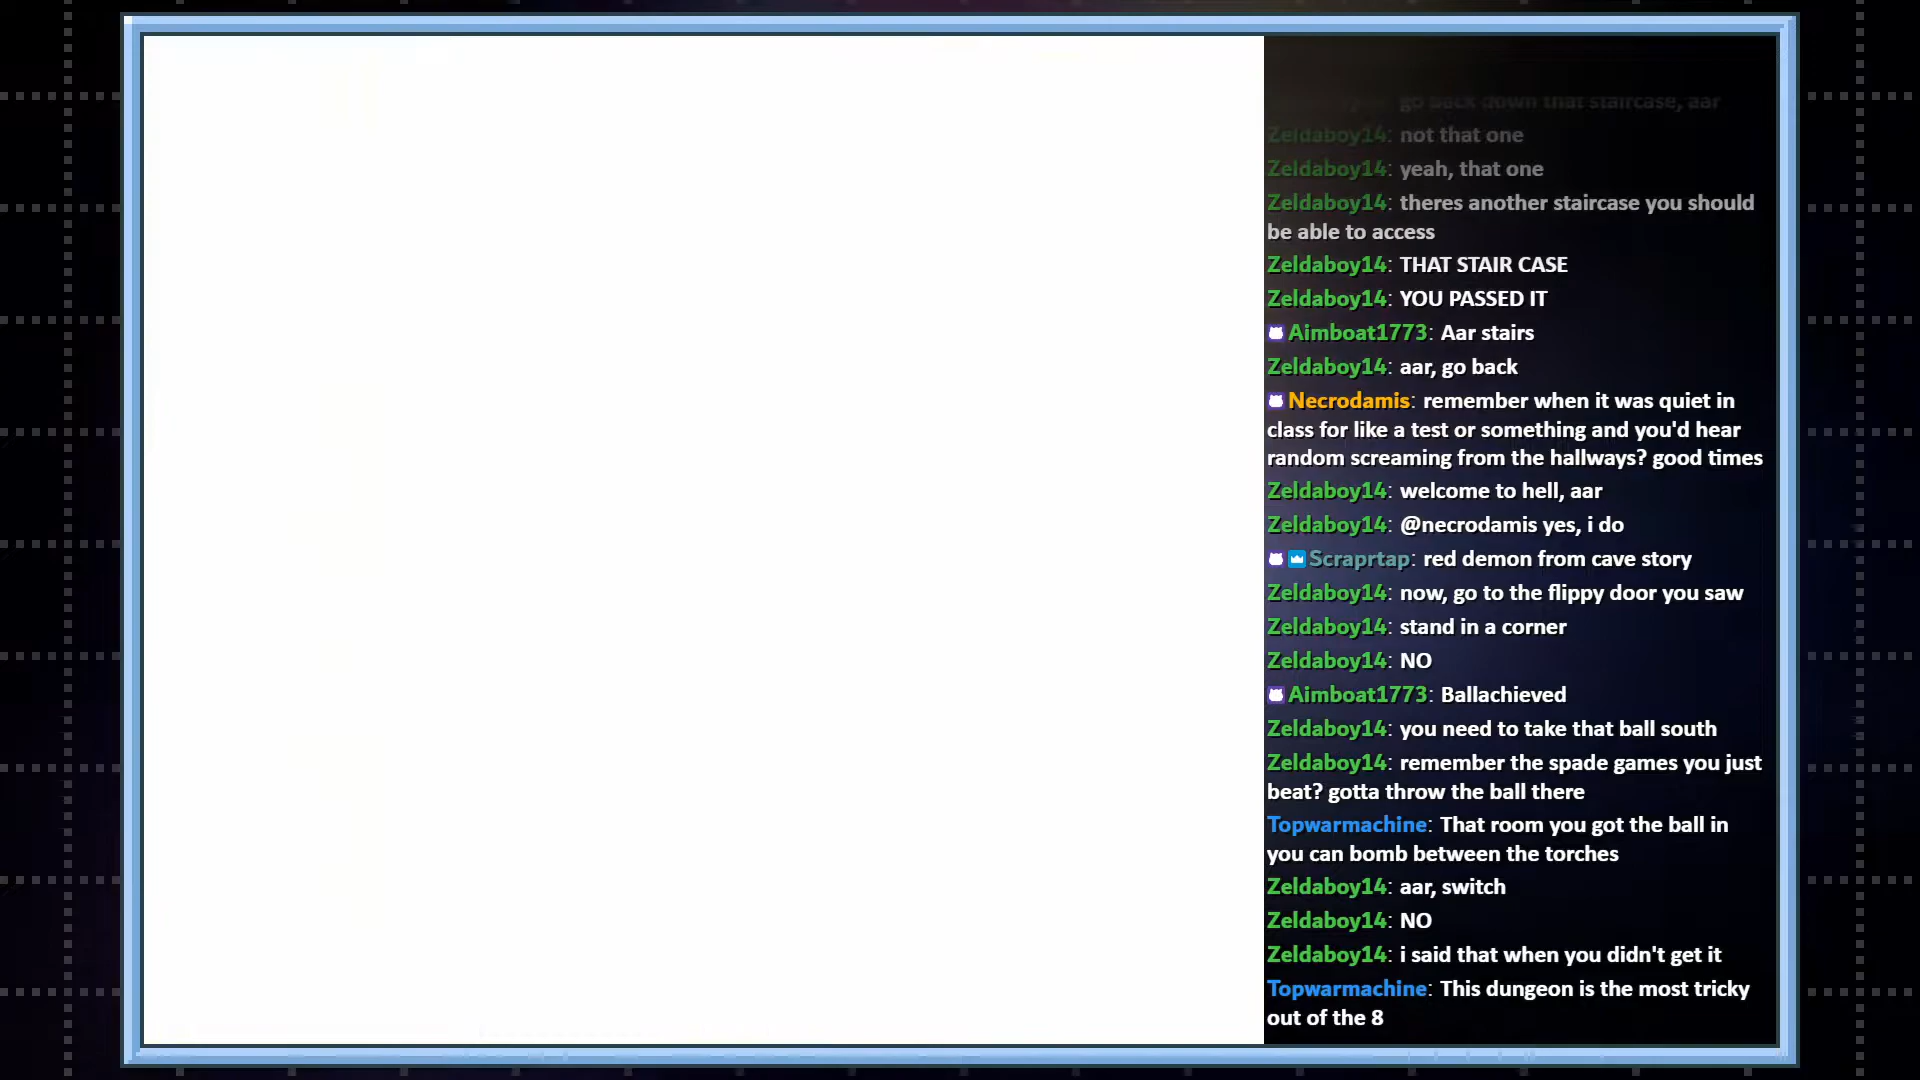 go back down that staircase, aar
Zeldaboy14: not that one
Zeldaboy14: yeah, that one
Zeldaboy14: theres another staircase you should
be able to access
Zeldaboy14: THAT STAIR CASE
Zeldaboy14: YOU PASSED IT
Aimboat1773: Aar stairs
Zeldaboy14: aar, go back
Necrodamis: remember when it was quiet in
class for like a test or something and you'd hear
random screaming from the hallways? good times
Zeldaboy14: welcome to hell, aar
Zeldaboy14: @necrodamis yes, i do
Scraprtap: red demon from cave story
Zeldaboy14: now, go to the flippy door you saw
Zeldaboy14: stand in a corner
Zeldaboy14: NO
Aimboat1773: Ballachieved
Zeldaboy14: you need to take that ball south
Zeldaboy14: remember the spade games you just
beat? gotta throw the ball there
Topwarmachine: That room you got the ball in
you can bomb between the torches
Zeldaboy14: aar, switch
Zeldaboy14: NO
Zeldaboy14: i said that when you didn't get it
Topwarmachine: This dungeon is the most tricky
out of the 8